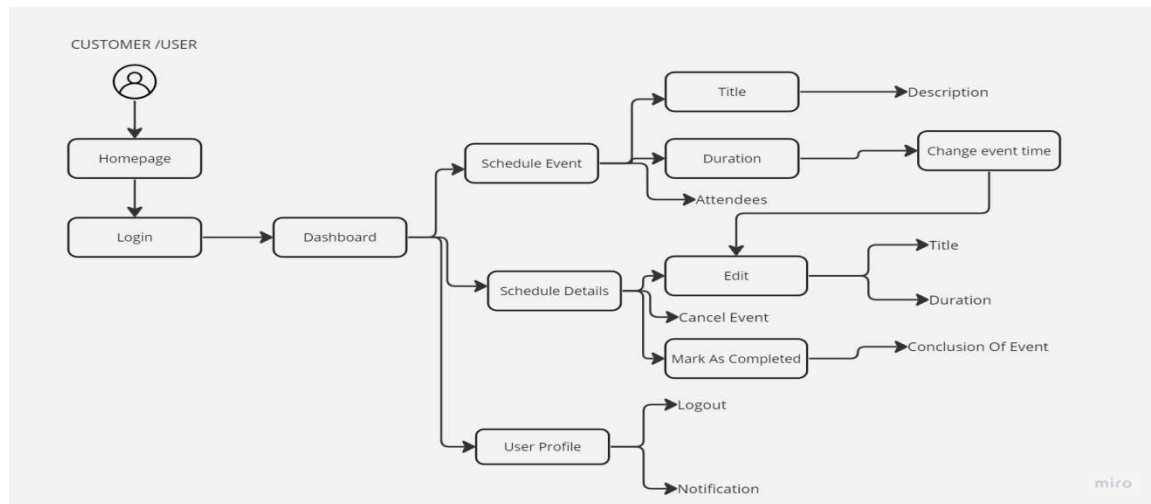 CUSTOMER /USER
Homepage
Login
Dashboard
Schedule Event
Title
Description
Duration
Change event time
Attendees
Schedule Details
Edit
Title
Duration
Cancel Event
Mark As Completed
Conclusion Of Event
User Profile
Logout
Notification
miro